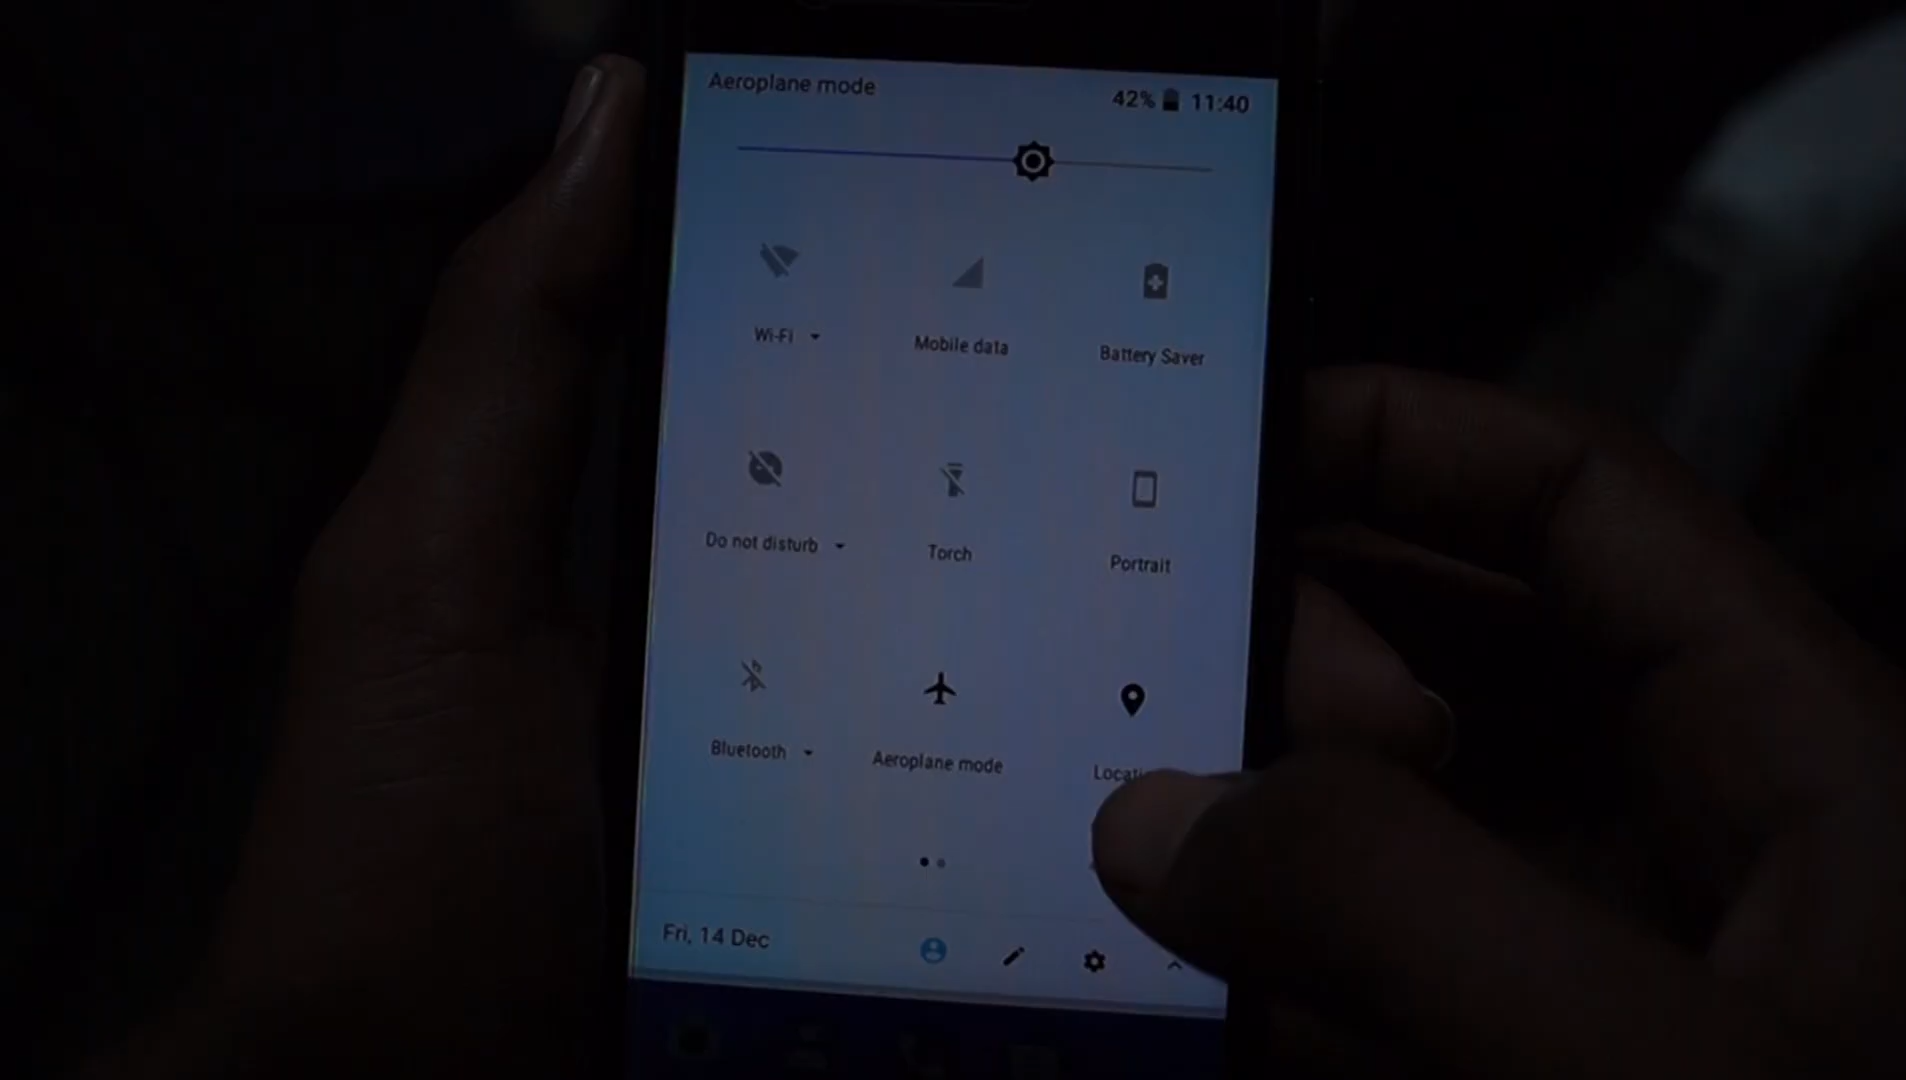 Aeroplane mode 42% 11:40
Wi-Fi Mobile data Battery Saver
Do not disturb Torch Portrait
Bluetooth Aeroplane mode
Fri, 14 Dec